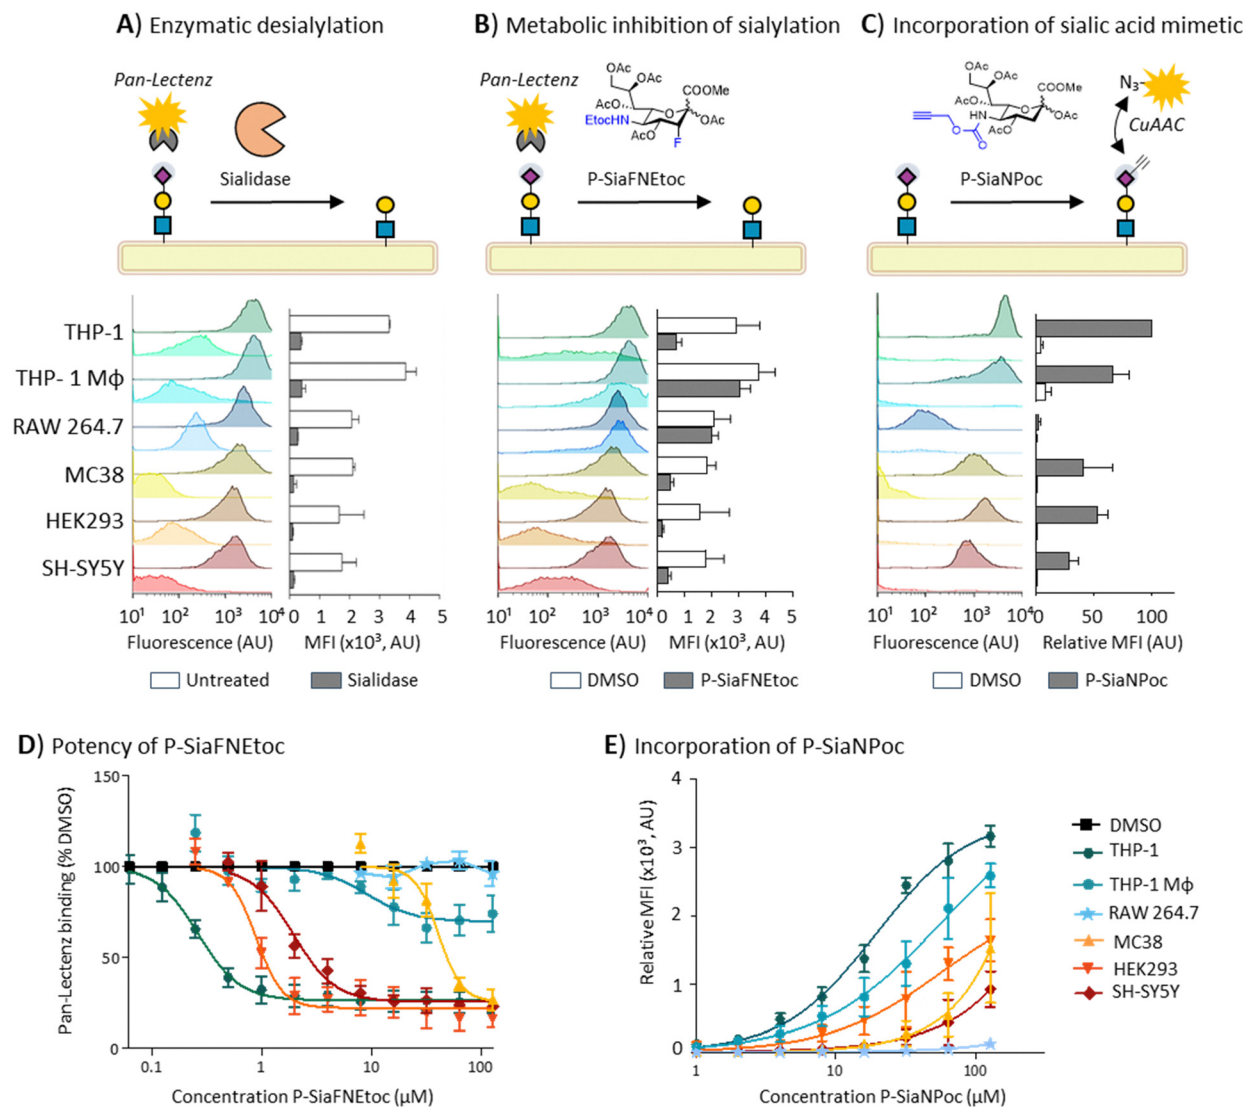 A) Enzymatic desialylation
B) Metabolic inhibition of sialylation
C) Incorporation of sialic acid mimetic
Pan-Lectenz
Sialidase
Pan-Lectenz
OAc
OAc
COOMe
AcO
EtocHN
OAc
AcO
F
P-SiaFNEtoc
OAc
OAc
COOMe
AcO
HN
OAc
AcO
O
O
N₃
CuAAC
P-SiaNPoc
THP-1
THP- 1 Mϕ
RAW 264.7
MC38
HEK293
SH-SY5Y
10¹ 10² 10³ 10⁴
Fluorescence (AU)
0 1 2 3 4 5
MFI (x10³, AU)
Untreated Sialidase
10¹ 10² 10³ 10⁴
Fluorescence (AU)
0 1 2 3 4 5
MFI (x10³, AU)
DMSO P-SiaFNEtoc
10¹ 10² 10³ 10⁴
Fluorescence (AU)
0 50 100
Relative MFI (AU)
DMSO P-SiaNPoc
D) Potency of P-SiaFNEtoc
Pan-Lectenz binding (% DMSO)
150
100
50
0
0.1 1 10 100
Concentration P-SiaFNEtoc (μM)
E) Incorporation of P-SiaNPoc
Relative MFI (x10³, AU)
4
3
2
1
0
1 10 100
Concentration P-SiaNPoc (μM)
DMSO
THP-1
THP-1 Mϕ
RAW 264.7
MC38
HEK293
SH-SY5Y